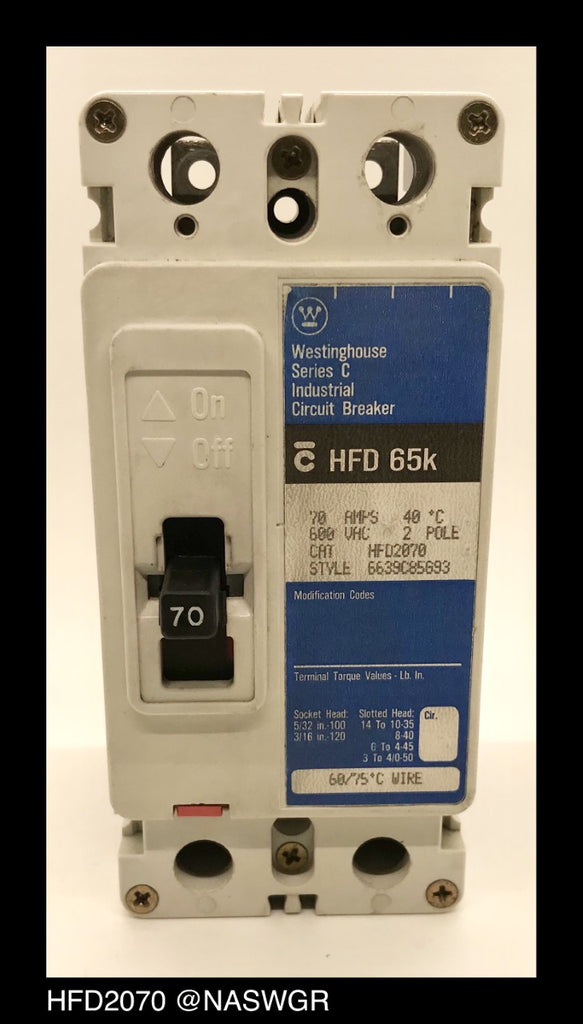 On
Off
70
W
Westinghouse
Series C
Industrial
Circuit Breaker
C HFD 65k
70 AMPS 40 °C
600 VAC 2 POLE
CAT HFD2070
STYLE 6639C85G93
Modification Codes
Terminal Torque Values - Lb. In.
Socket Head: Slotted Head: Clr.
5/32 in.-100 14 To 10-35
3/16 in.-120 8-40
6 To 4-45
3 To 4/0-50
60/75°C WIRE
HFD2070 @NASWGR